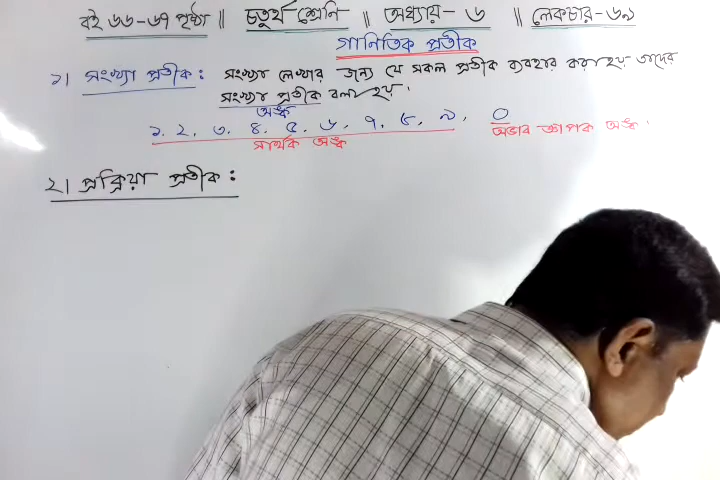 বই ৬৬-৬৭ পৃষ্ঠা || চতুর্থ শ্রেনি || অধ্যায়- ৬ || লেকচার-৬৯
গানিতিক প্রতীক
১) সংখ্যা প্রতীক: সংখ্যা লেখার জন্য যে সকল প্রতীক ব্যবহার করা হয় তাদের
সংখ্যা প্রতীক বলা হয়।
অঙ্ক
১, ২, ৩, ৪, ৫, ৬, ৭, ৮, ৯, ০
সার্থক অঙ্ক অভাব জ্ঞাপক অঙ্ক।
২। প্রক্রিয়া প্রতীক: